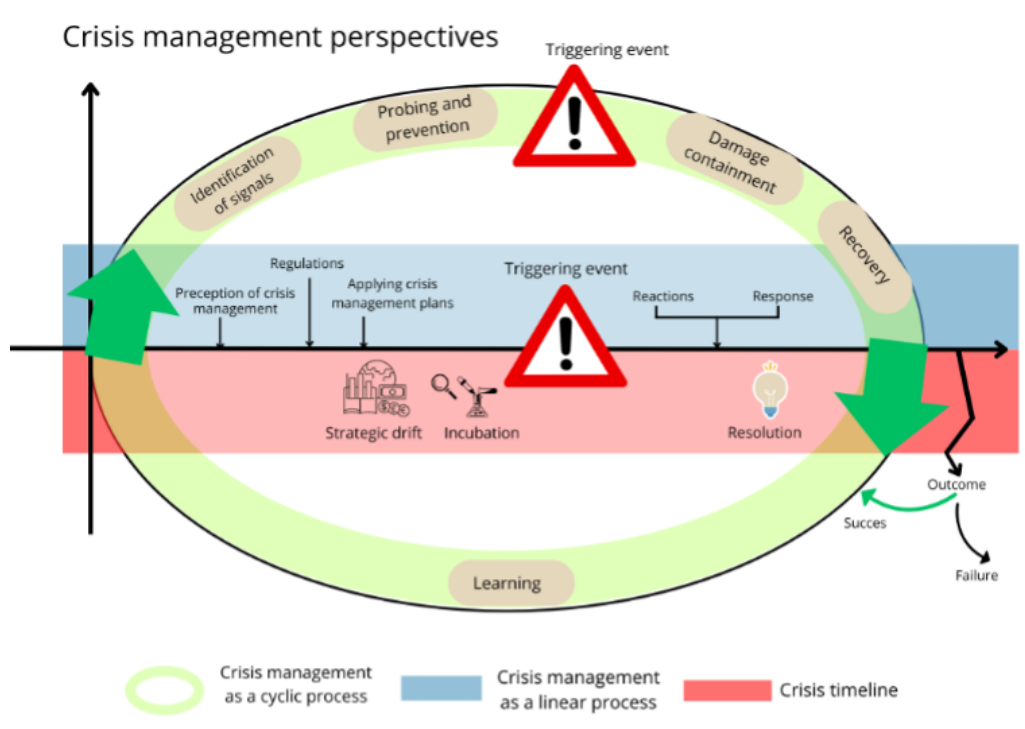 Crisis management perspectives
Triggering event
Probing and
prevention
Identification
of signals
Damage
containment
Recovery
Regulations
Preception of crisis
management
Applying crisis
management plans
Triggering event
Reactions
Response
Strategic drift
Incubation
Resolution
Outcome
Succes
Failure
Learning
Crisis management
as a cyclic process
Crisis management
as a linear process
Crisis timeline